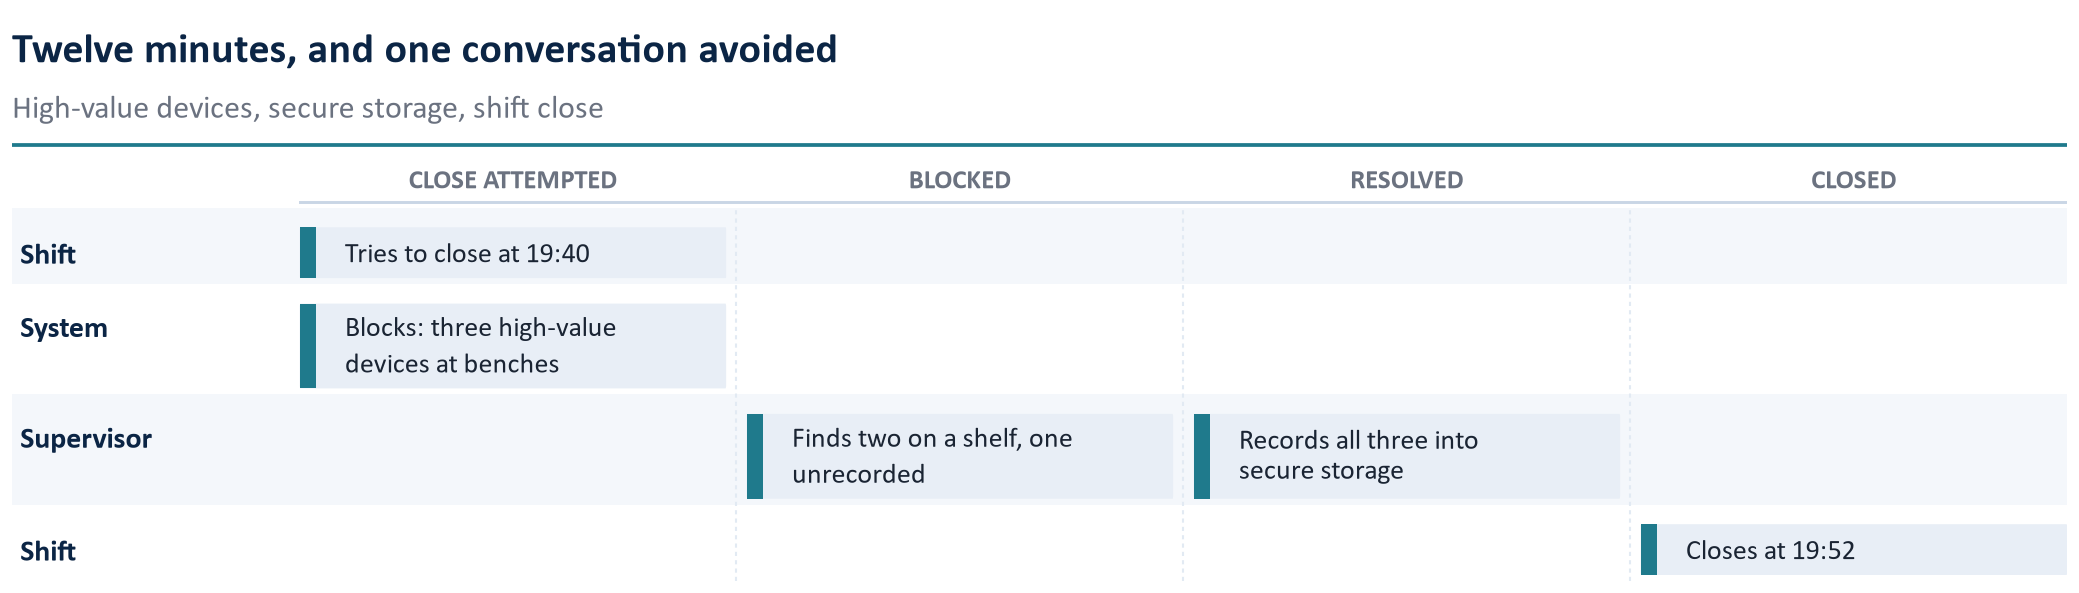 Twelve minutes, and one conversation avoided
High-value devices, secure storage, shift close
CLOSE ATTEMPTED
BLOCKED
RESOLVED
CLOSED
Shift
Tries to close at 19:40
System
Blocks: three high-value
devices at benches
Supervisor
Finds two on a shelf, one
unrecorded
Records all three into
secure storage
Shift
Closes at 19:52